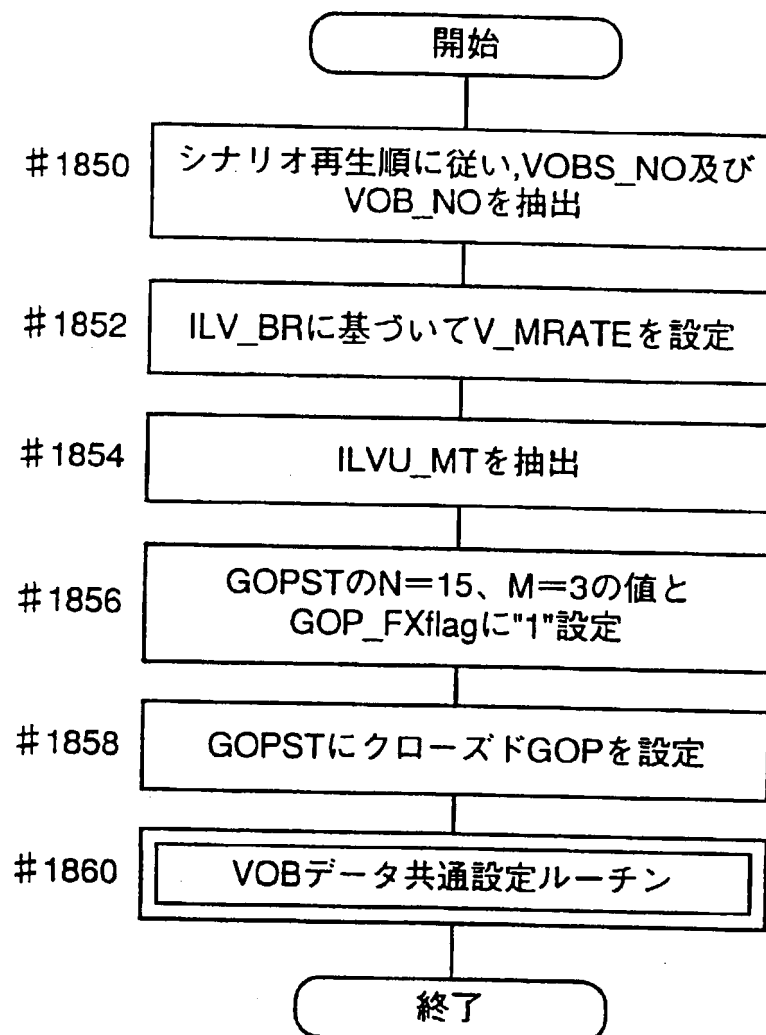 開始
#1850
シナリオ再生順に従い,VOBS_NO及び
VOB_NOを抽出
#1852
ILV_BRに基づいてV_MRATEを設定
#1854
ILVU_MTを抽出
#1856
GOPSTのN=15、M=3の値と
GOP_FXflagに"1"設定
#1858
GOPSTにクローズドGOPを設定
#1860
VOBデータ共通設定ルーチン
終了